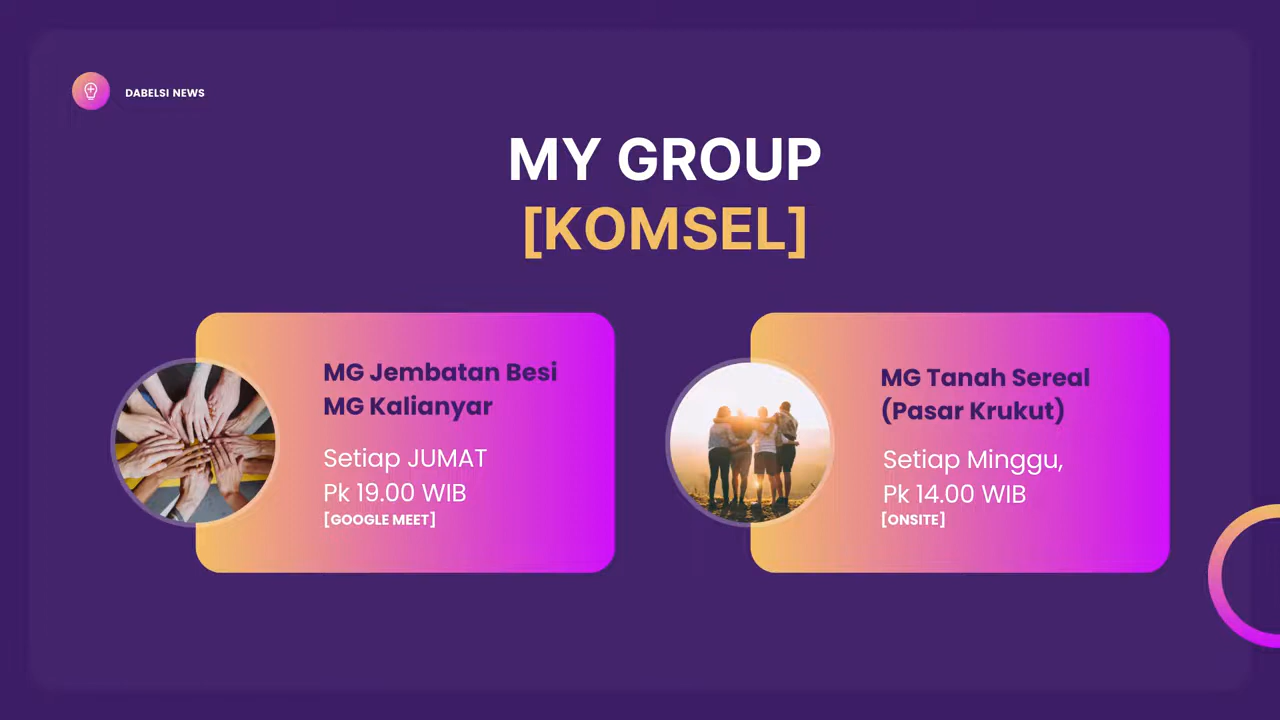 DABELSI NEWS
MY GROUP
[KOMSEL]
MG Jembatan Besi
MG Kalianyar
Setiap JUMAT
Pk 19.00 WIB
[GOOGLE MEET]
MG Tanah Sereal
(Pasar Krukut)
Setiap Minggu,
Pk 14.00 WIB
[ONSITE]